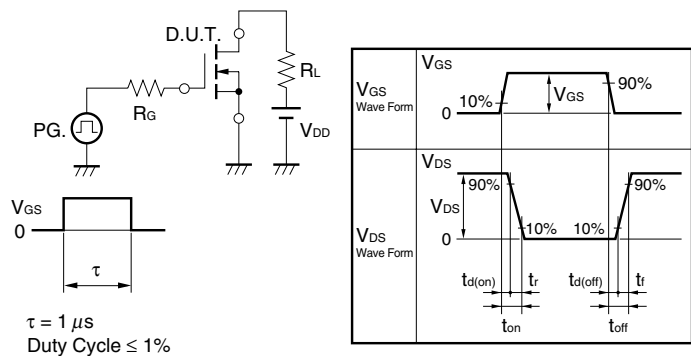 D.U.T.
RL
RG
PG.
VDD
VGS
0
τ
τ = 1 μs
Duty Cycle ≤ 1%
VGS
Wave Form
VGS
10%
90%
VGS
0
VDS
Wave Form
VDS
90%
90%
VDS
10%
10%
0
td(on)
tr
td(off)
tf
ton
toff